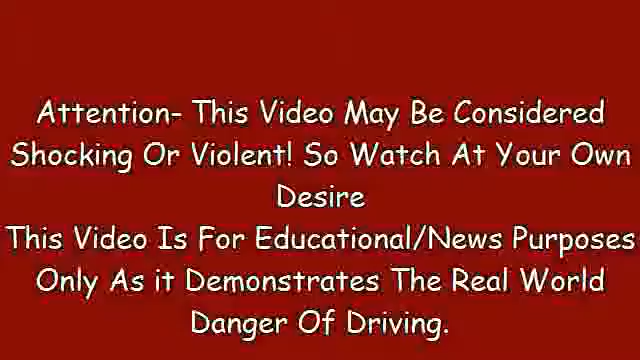 Attention- This Video May Be Considered
Shocking Or Violent! So Watch At Your Own
Desire
This Video Is For Educational/News Purposes
Only As it Demonstrates The Real World
Danger Of Driving.